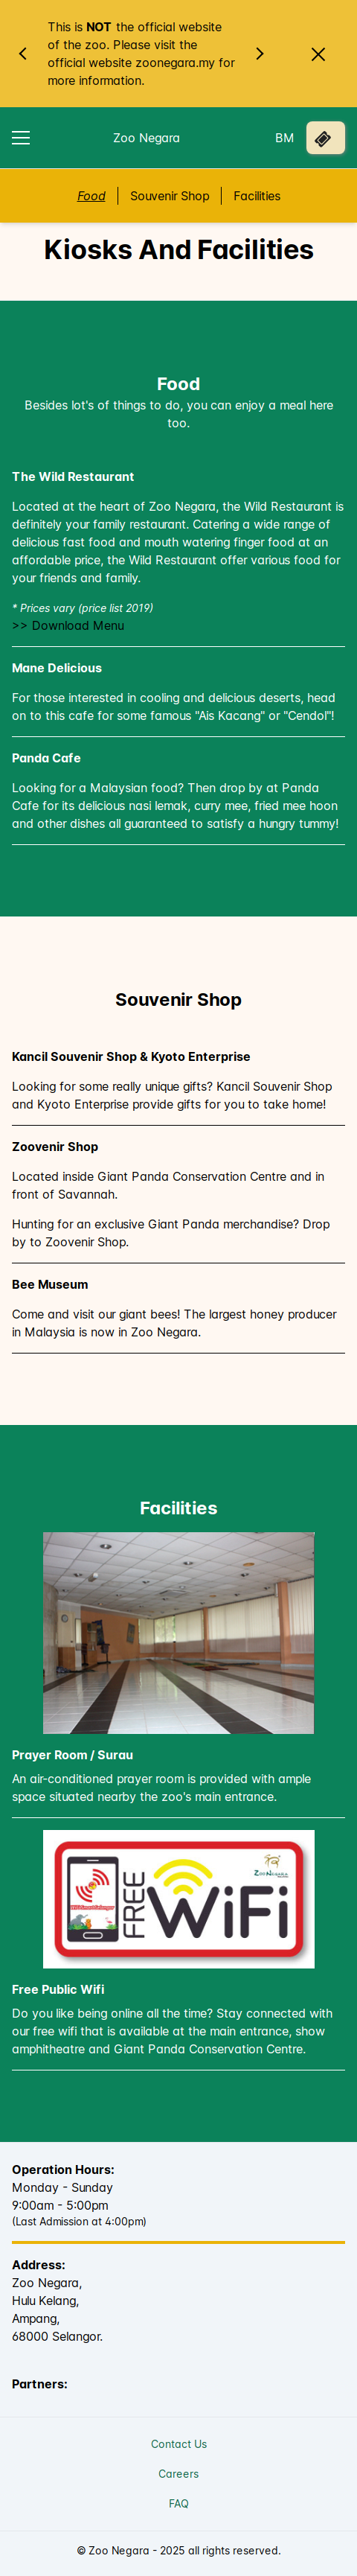 This is NOT the official website
of the zoo. Please visit the
official website zoonegara.my for
more information.
Zoo Negara
BM
Food
Souvenir Shop
Facilities
Kiosks And Facilities
Food
Besides lot's of things to do, you can enjoy a meal here
too.
The Wild Restaurant
Located at the heart of Zoo Negara, the Wild Restaurant is
definitely your family restaurant. Catering a wide range of
delicious fast food and mouth watering finger food at an
affordable price, the Wild Restaurant offer various food for
your friends and family.
* Prices vary (price list 2019)
>> Download Menu
Mane Delicious
For those interested in cooling and delicious deserts, head
on to this cafe for some famous "Ais Kacang" or "Cendol"!
Panda Cafe
Looking for a Malaysian food? Then drop by at Panda
Cafe for its delicious nasi lemak, curry mee, fried mee hoon
and other dishes all guaranteed to satisfy a hungry tummy!
Souvenir Shop
Kancil Souvenir Shop & Kyoto Enterprise
Looking for some really unique gifts? Kancil Souvenir Shop
and Kyoto Enterprise provide gifts for you to take home!
Zoovenir Shop
Located inside Giant Panda Conservation Centre and in
front of Savannah.
Hunting for an exclusive Giant Panda merchandise? Drop
by to Zoovenir Shop.
Bee Museum
Come and visit our giant bees! The largest honey producer
in Malaysia is now in Zoo Negara.
Facilities
Prayer Room / Surau
An air-conditioned prayer room is provided with ample
space situated nearby the zoo's main entrance.
ZOO NEGARA
FREE
WiFi
Free Public Wifi
Do you like being online all the time? Stay connected with
our free wifi that is available at the main entrance, show
amphitheatre and Giant Panda Conservation Centre.
Operation Hours:
Monday - Sunday
9:00am - 5:00pm
(Last Admission at 4:00pm)
Address:
Zoo Negara,
Hulu Kelang,
Ampang,
68000 Selangor.
Partners:
Contact Us
Careers
FAQ
© Zoo Negara - 2025 all rights reserved.